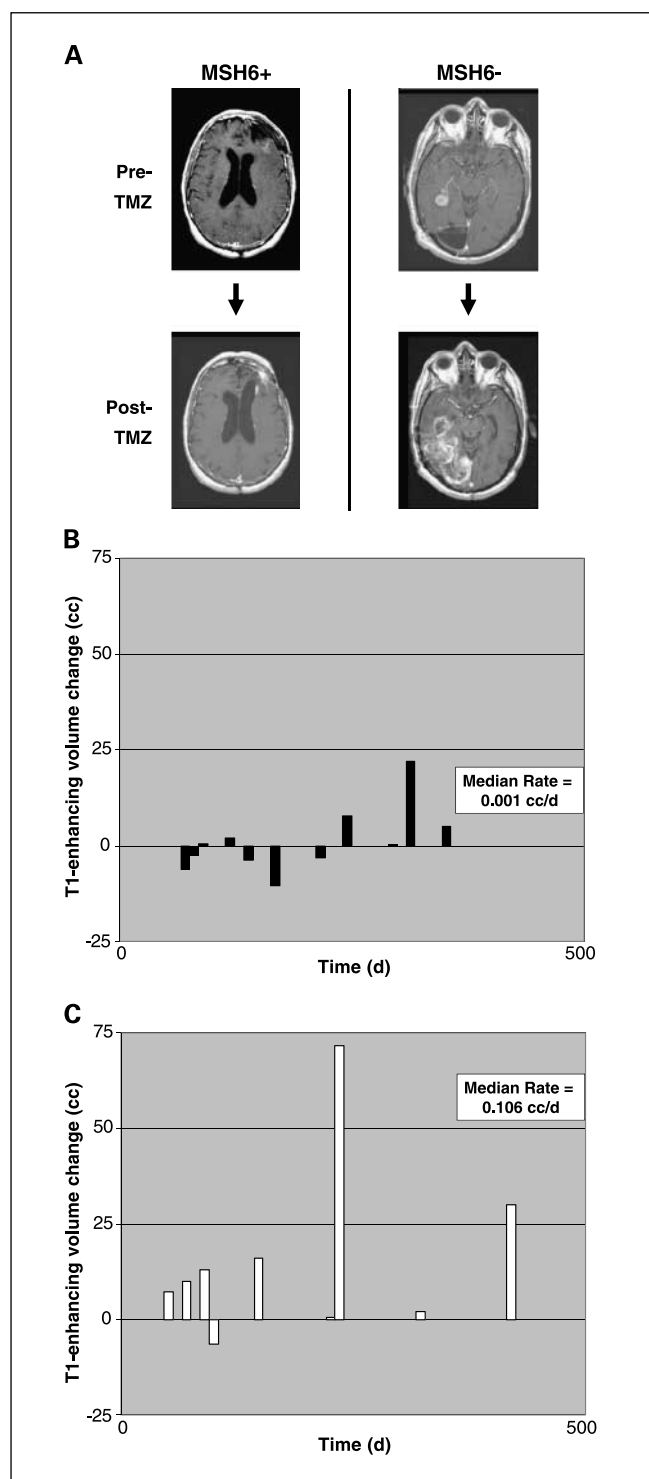 A
MSH6+
MSH6-
Pre-
TMZ
Post-
TMZ
B
75
50
25
0
-25
T1-enhancing volume change (cc)
Median Rate =
0.001 cc/d
0
500
Time (d)
C
75
50
25
0
-25
T1-enhancing volume change (cc)
Median Rate =
0.106 cc/d
0
500
Time (d)